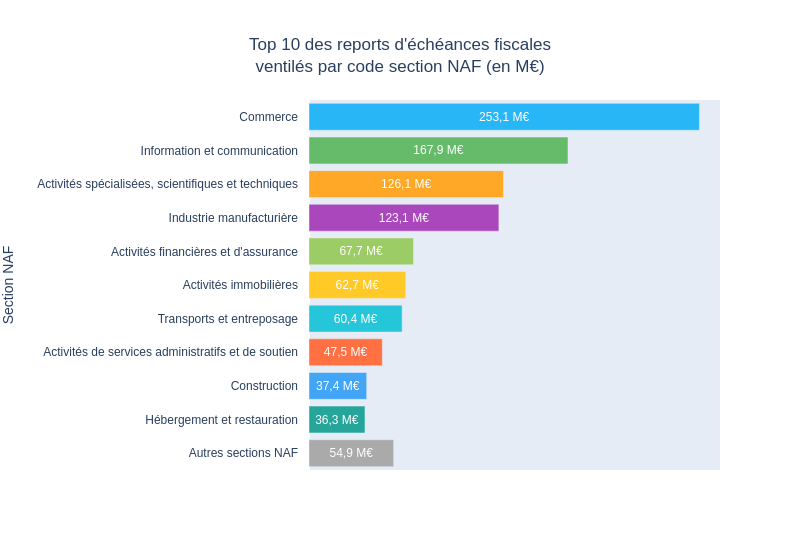 Top 10 des reports d'échéances fiscales
ventilés par code section NAF (en M€)
Section NAF
Commerce 253,1 M€
Information et communication 167,9 M€
Activités spécialisées, scientifiques et techniques 126,1 M€
Industrie manufacturière 123,1 M€
Activités financières et d'assurance 67,7 M€
Activités immobilières 62,7 M€
Transports et entreposage 60,4 M€
Activités de services administratifs et de soutien 47,5 M€
Construction 37,4 M€
Hébergement et restauration 36,3 M€
Autres sections NAF 54,9 M€